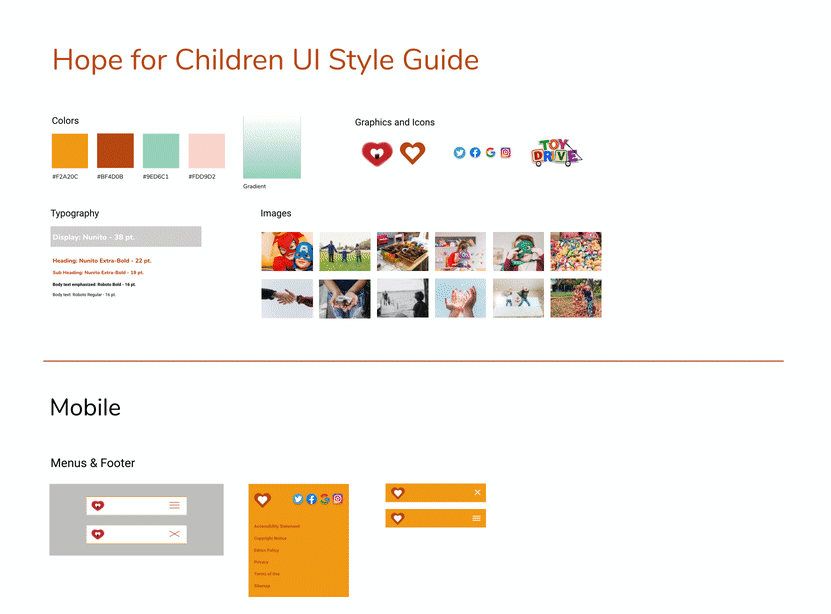 Hope for Children UI Style Guide
Colors
Graphics and Icons
TOY
DRIVE
#F2A20C
#BF4D0B
#9ED6C1
#FDD9D2
Gradient
Typography
Images
Display: Nunito - 38 pt.
Heading: Nunito Extra-Bold - 22 pt.
Sub Heading: Nunito Extra-Bold - 19 pt.
Body text emphasized: Roboto Bold - 16 pt.
Body text: Roboto Regular - 16 pt.
Mobile
Menus & Footer
Accessibility Statement
Copyright Notice
Ethics Policy
Privacy
Terms of Use
Sitemap